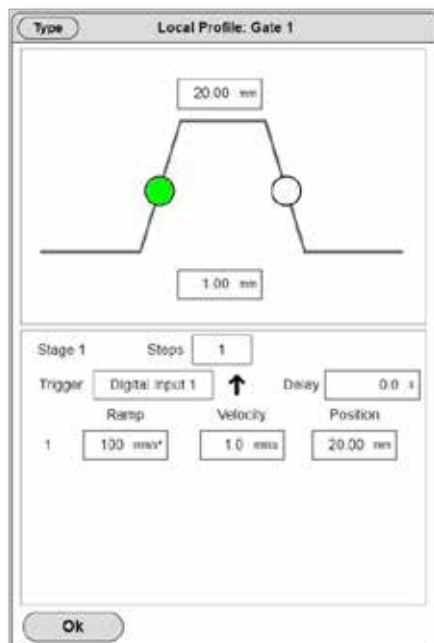 Type Local Profile: Gate 1
20.00 mm
1.00 mm
Stage 1 Steps 1
Trigger Digital Input 1 Delay 0.0 s
Ramp Velocity Position
1 100 mm/s² 1.0 mm/s 20.00 mm
Ok